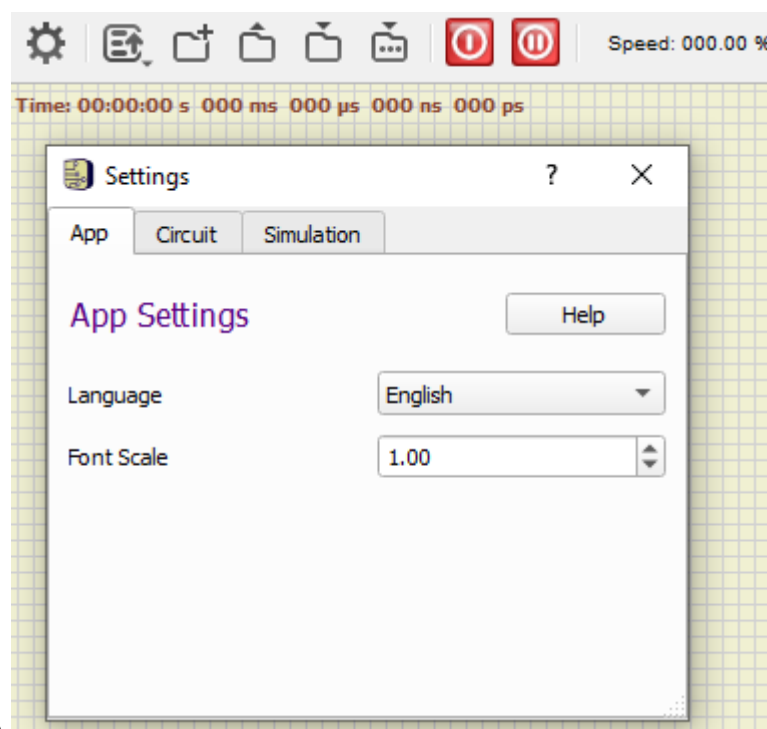 Speed: 000.00 %
Time: 00:00:00 s 000 ms 000 µs 000 ns 000 ps
Settings
App Circuit Simulation
App Settings Help
Language English
Font Scale 1.00